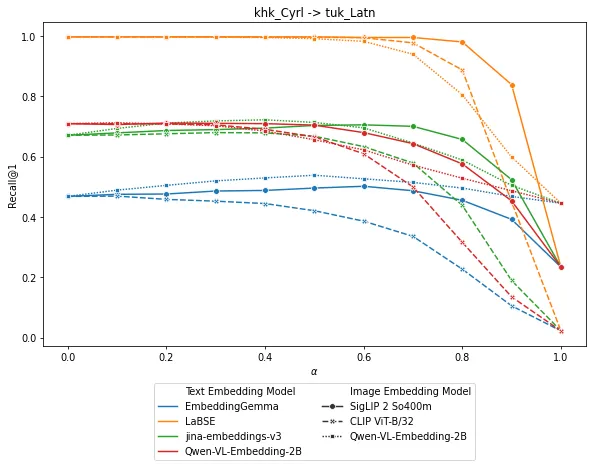 khk_Cyrl -> tuk_Latn
Recall@1
1.0
0.8
0.6
0.4
0.2
0.0
0.0 0.2 0.4 0.6 0.8 1.0
α
Text Embedding Model
EmbeddingGemma
LaBSE
jina-embeddings-v3
Qwen-VL-Embedding-2B
Image Embedding Model
SigLIP 2 So400m
CLIP ViT-B/32
Qwen-VL-Embedding-2B